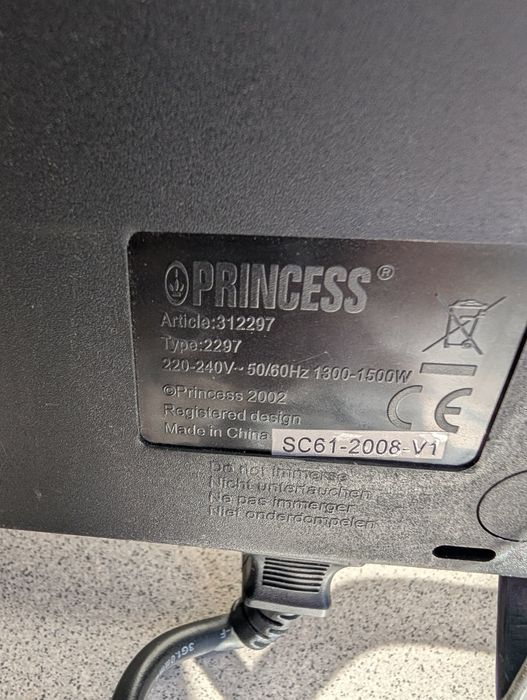 PRINCESS®
Article:312297
Type:2297
220-240V~ 50/60Hz 1300-1500W
©Princess 2002
Registered design
Made in China
CE
SC61-2008-V1
Do not immerse
Nicht untertauchen
Ne pas immerger
Niet onderdompelen